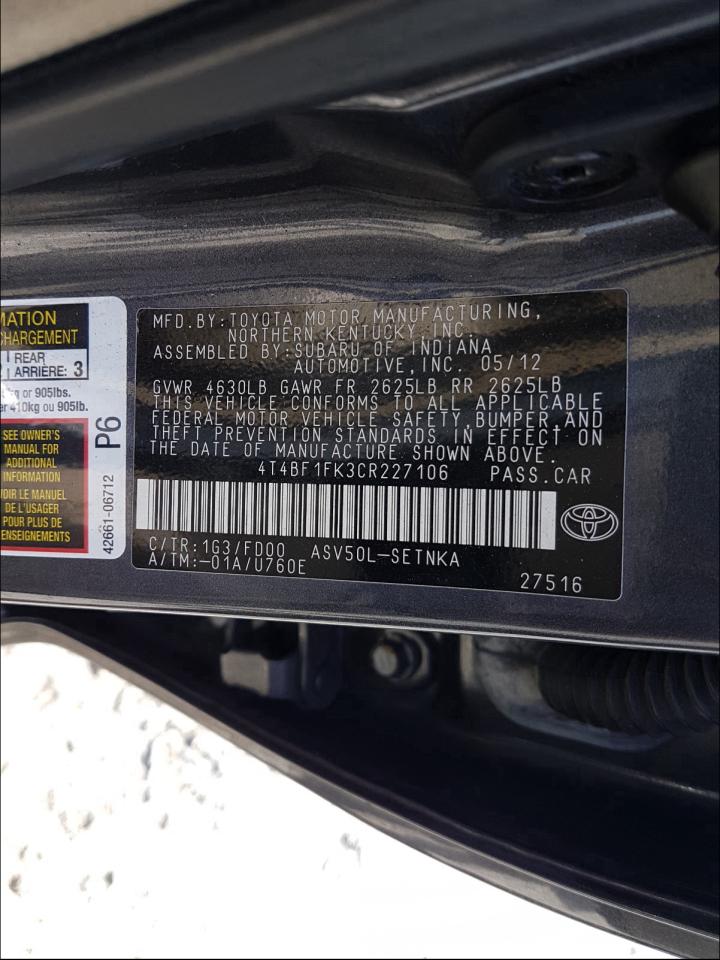 MATION
CHARGEMENT
REAR
ARRIÈRE: 3
kg or 905lbs.
410kg ou 905lb.
SEE OWNER'S
MANUAL FOR
ADDITIONAL
INFORMATION
VOIR LE MANUEL
DE L'USAGER
POUR PLUS DE
RENSEIGNEMENTS
P6
42661-06712
MFD.BY:TOYOTA MOTOR MANUFACTURING,
NORTHERN KENTUCKY, INC.
ASSEMBLED BY:SUBARU OF INDIANA
AUTOMOTIVE,INC. 05/12
GVWR 4630LB GAWR FR 2625LB RR 2625LB
THIS VEHICLE CONFORMS TO ALL APPLICABLE
FEDERAL MOTOR VEHICLE SAFETY,BUMPER,AND
THEFT PREVENTION STANDARDS IN EFFECT ON
THE DATE OF MANUFACTURE SHOWN ABOVE.
4T4BF1FK3CR227106 PASS.CAR
C/TR:1G3/FD00 ASV50L-SETNKA
A/TM:-01A/U760E
27516